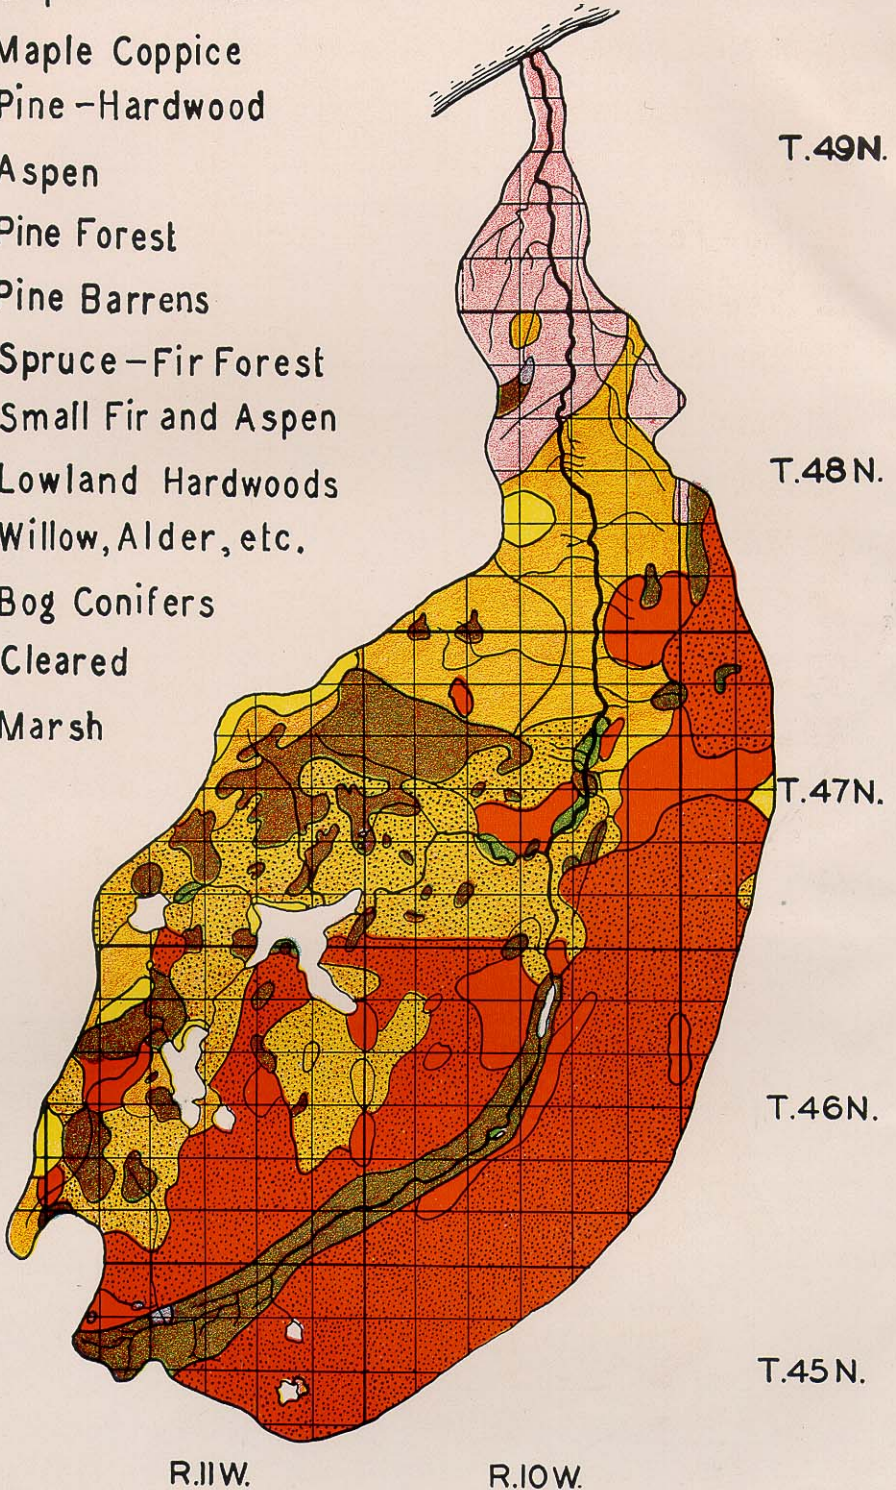 Maple Coppice
Pine-Hardwood
Aspen
Pine Forest
Pine Barrens
Spruce-Fir Forest
Small Fir and Aspen
Lowland Hardwoods
Willow, Alder, etc.
Bog Conifers
Cleared
Marsh
T.49N.
T.48N.
T.47N.
T.46N.
T.45N.
R.11W.
R.10W.